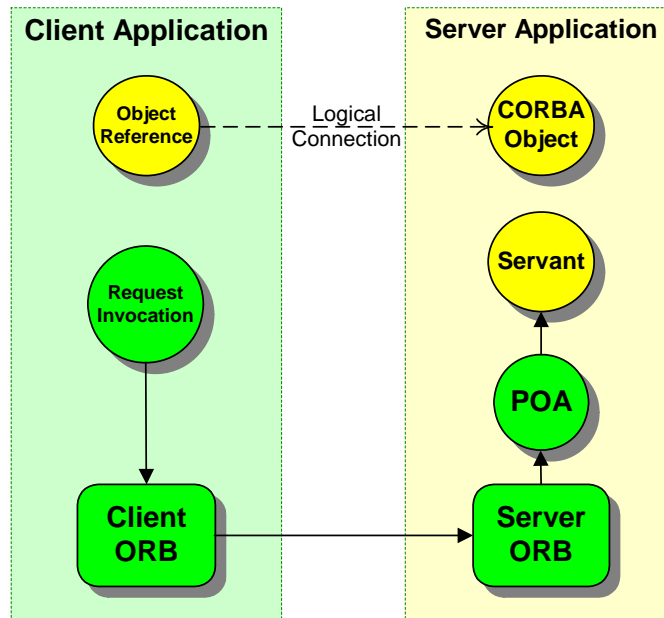 Client Application
Server Application
Object
Reference
Logical
Connection
CORBA
Object
Request
Invocation
Servant
POA
Client
ORB
Server
ORB